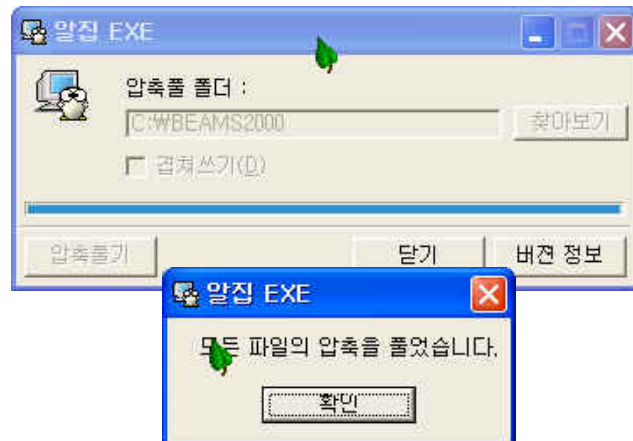 알집 EXE
압축풀 폴더 :
C:₩BEAMS2000 찾아보기
겹쳐쓰기(D)
압축풀기 닫기 버젼 정보
알집 EXE
모든 파일의 압축을 풀었습니다.
확인